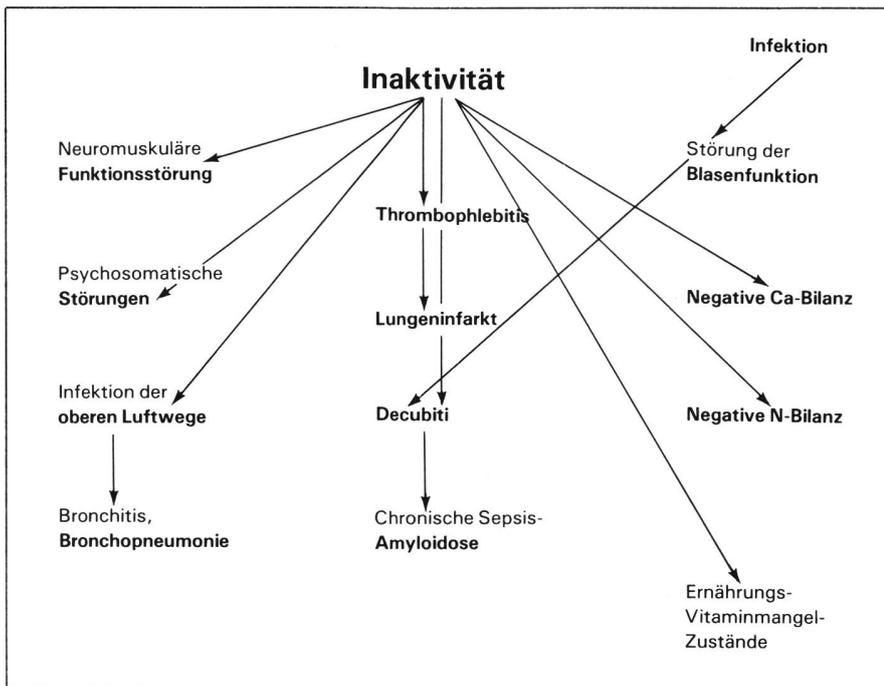 Infektion
Inaktivität
Neuromuskuläre
Funktionsstörung
Störung der
Blasenfunktion
Thrombophlebitis
Psychosomatische
Störungen
Negative Ca-Bilanz
Lungeninfarkt
Infektion der
oberen Luftwege
Decubiti
Negative N-Bilanz
Bronchitis,
Bronchopneumonie
Chronische Sepsis-
Amyloidose
Ernährungs-
Vitaminmangel-
Zustände